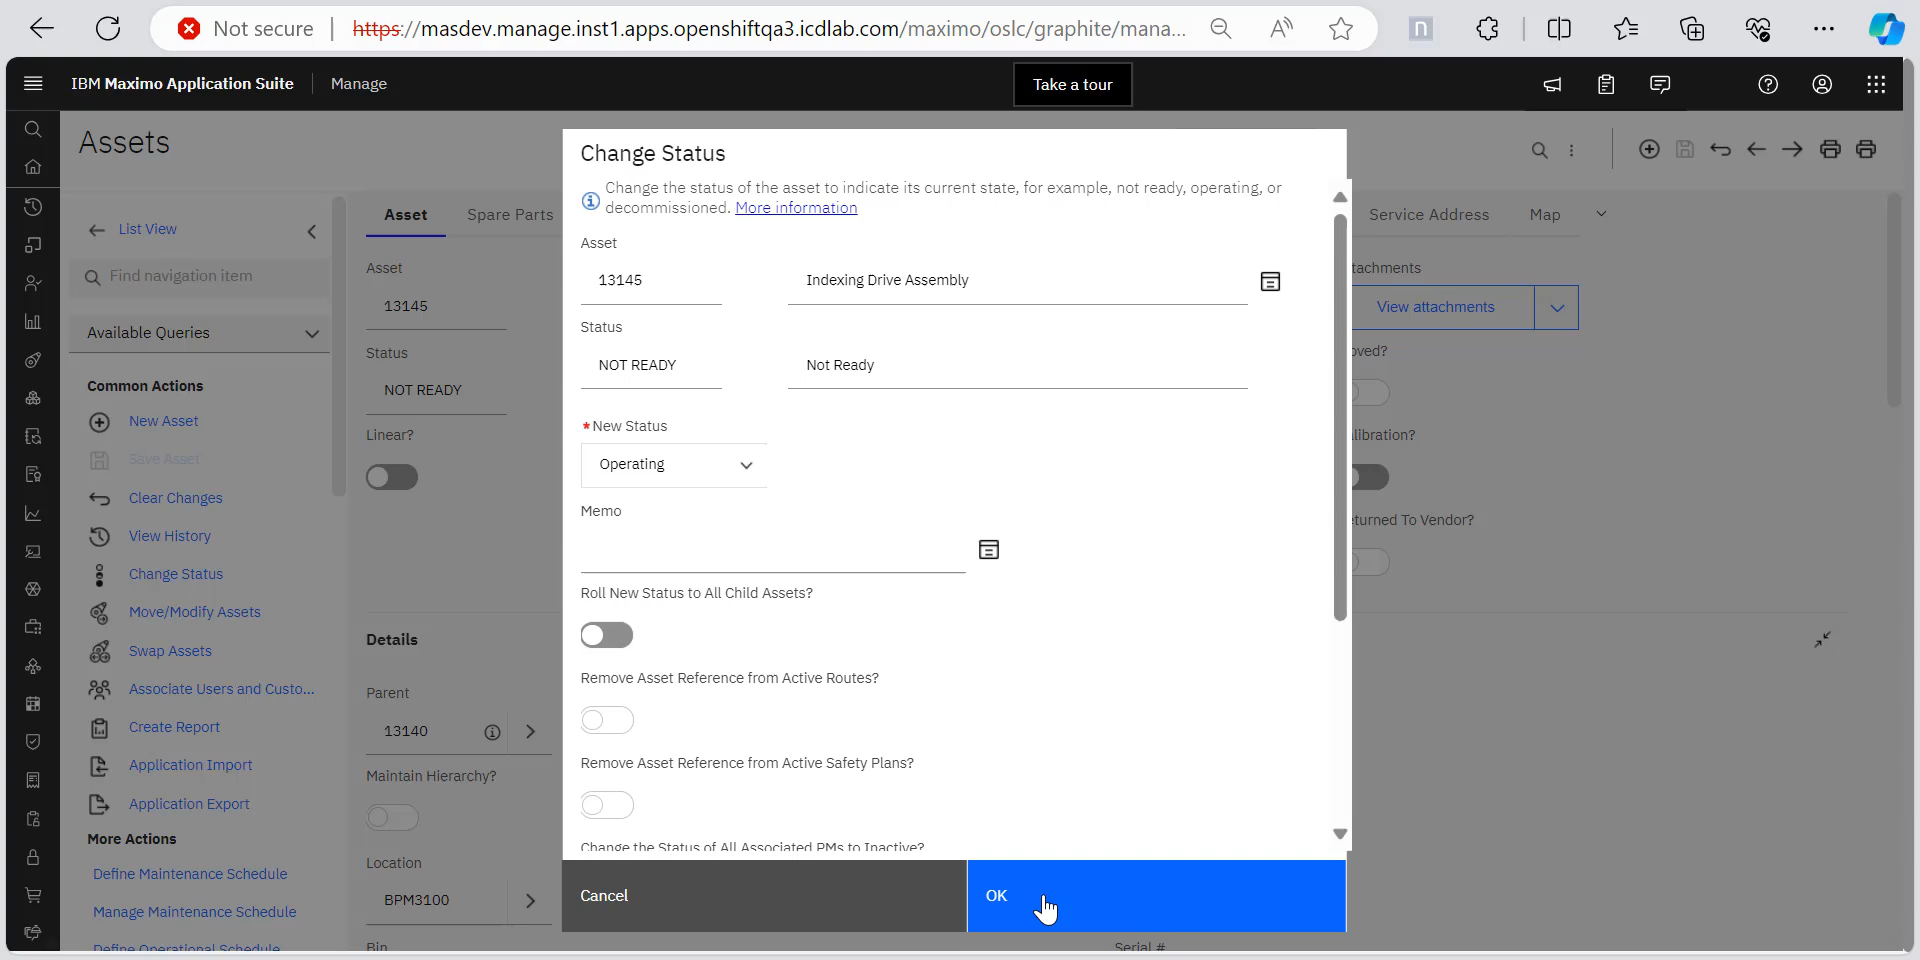 Not secure
https://masdev.manage.inst1.apps.openshiftqa3.icdlab.com/maximo/oslc/graphite/mana...
IBM Maximo Application Suite
Manage
Take a tour
Assets
List View
Find navigation item
Available Queries
Common Actions
New Asset
Save Asset
Clear Changes
View History
Change Status
Move/Modify Assets
Swap Assets
Associate Users and Custo...
Create Report
Application Import
Application Export
More Actions
Define Maintenance Schedule
Manage Maintenance Schedule
Define Operational Schedule
Asset
Spare Parts
Asset
13145
Status
NOT READY
Linear?
Details
Parent
13140
Maintain Hierarchy?
Location
BPM3100
Bin
Change Status
Change the status of the asset to indicate its current state, for example, not ready, operating, or
decommissioned. More information
Asset
13145
Indexing Drive Assembly
Status
NOT READY
Not Ready
*New Status
Operating
Memo
Roll New Status to All Child Assets?
Remove Asset Reference from Active Routes?
Remove Asset Reference from Active Safety Plans?
Change the Status of All Associated PMs to Inactive?
Cancel
OK
Service Address
Map
tachments
View attachments
oved?
libration?
eturned To Vendor?
Serial #